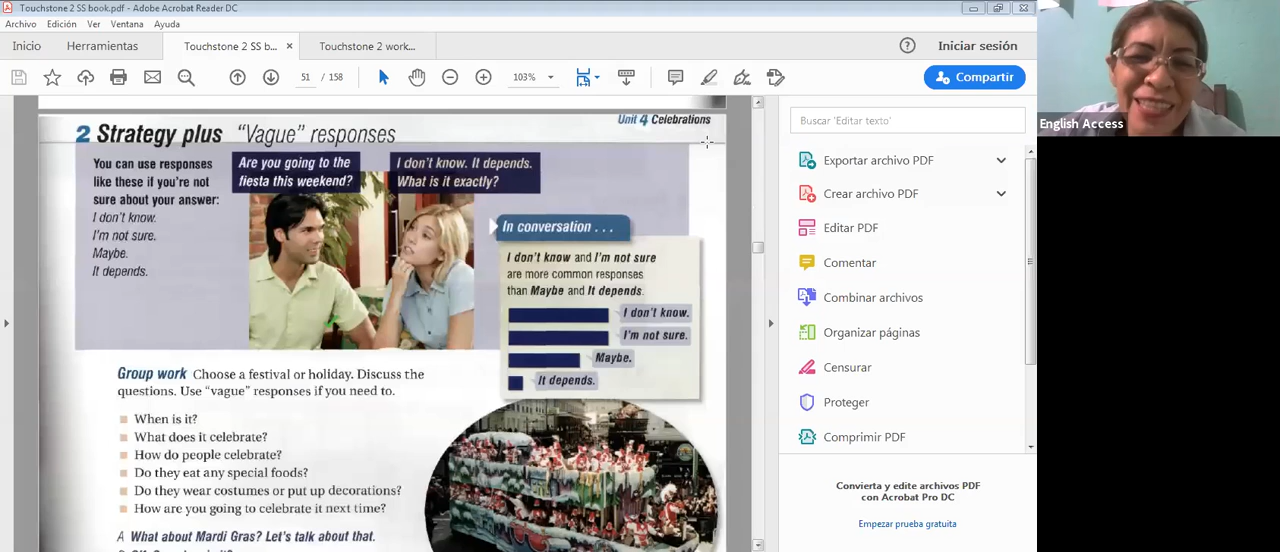 Touchstone 2 SS book.pdf - Adobe Acrobat Reader DC
Archivo Edición Ver Ventana Ayuda
Inicio Herramientas Touchstone 2 SS b... × Touchstone 2 work... ? Iniciar sesión
51 / 158 103% Compartir
Unit 4 Celebrations
2 Strategy plus "Vague" responses
You can use responses
like these if you're not
sure about your answer:
I don't know.
I'm not sure.
Maybe.
It depends.
Are you going to the
fiesta this weekend?
I don't know. It depends.
What is it exactly?
In conversation . . .
I don't know and I'm not sure
are more common responses
than Maybe and It depends.
I don't know.
I'm not sure.
Maybe.
It depends.
Group work Choose a festival or holiday. Discuss the
questions. Use "vague" responses if you need to.
When is it?
What does it celebrate?
How do people celebrate?
Do they eat any special foods?
Do they wear costumes or put up decorations?
How are you going to celebrate it next time?
A What about Mardi Gras? Let's talk about that.
Buscar 'Editar texto'
Exportar archivo PDF
Crear archivo PDF
Editar PDF
Comentar
Combinar archivos
Organizar páginas
Censurar
Proteger
Comprimir PDF
Convierta y edite archivos PDF
con Acrobat Pro DC
Empezar prueba gratuita
English Access